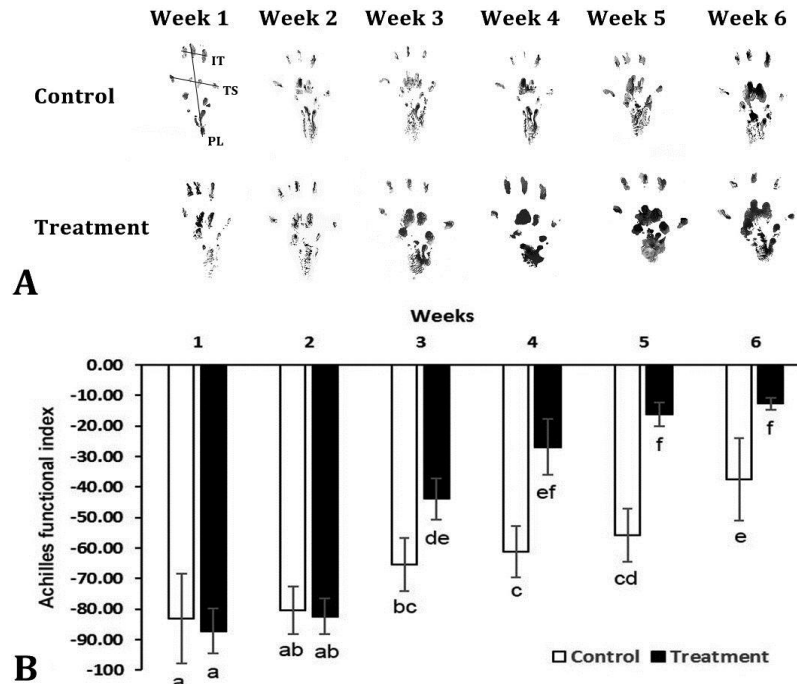 Week 1 Week 2 Week 3 Week 4 Week 5 Week 6
IT
Control
TS
PL
Treatment
A
Weeks
1 2 3 4 5 6
0.00
-10.00
-20.00
-30.00
-40.00
-50.00
-60.00
-70.00
-80.00
-90.00
-100
Achilles functional index
a a ab ab bc de c ef cd f e f
B
Control Treatment